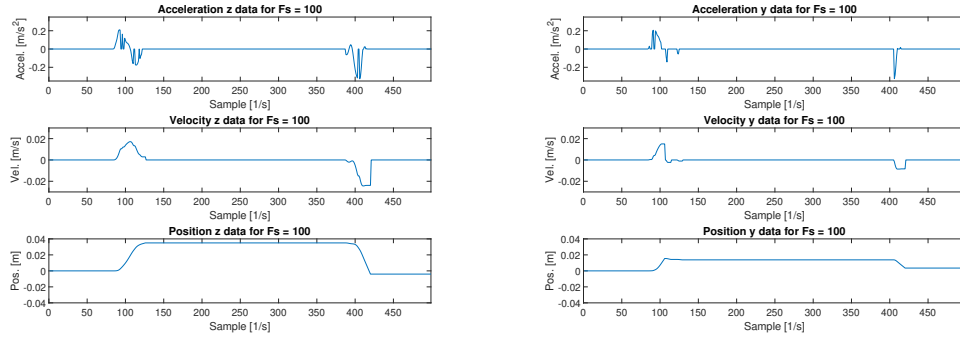 Acceleration z data for Fs = 100
Accel. [m/s²]
0.2
0
-0.2
0 50 100 150 200 250 300 350 400 450
Sample [1/s]
Velocity z data for Fs = 100
Vel. [m/s]
0.02
0
-0.02
0 50 100 150 200 250 300 350 400 450
Sample [1/s]
Position z data for Fs = 100
Pos. [m]
0.04
0.02
0
-0.02
-0.04
0 50 100 150 200 250 300 350 400 450
Sample [1/s]
Acceleration y data for Fs = 100
Accel. [m/s²]
0.2
0
-0.2
0 50 100 150 200 250 300 350 400 450
Sample [1/s]
Velocity y data for Fs = 100
Vel. [m/s]
0.02
0
-0.02
0 50 100 150 200 250 300 350 400 450
Sample [1/s]
Position y data for Fs = 100
Pos. [m]
0.04
0.02
0
-0.02
-0.04
0 50 100 150 200 250 300 350 400 450
Sample [1/s]